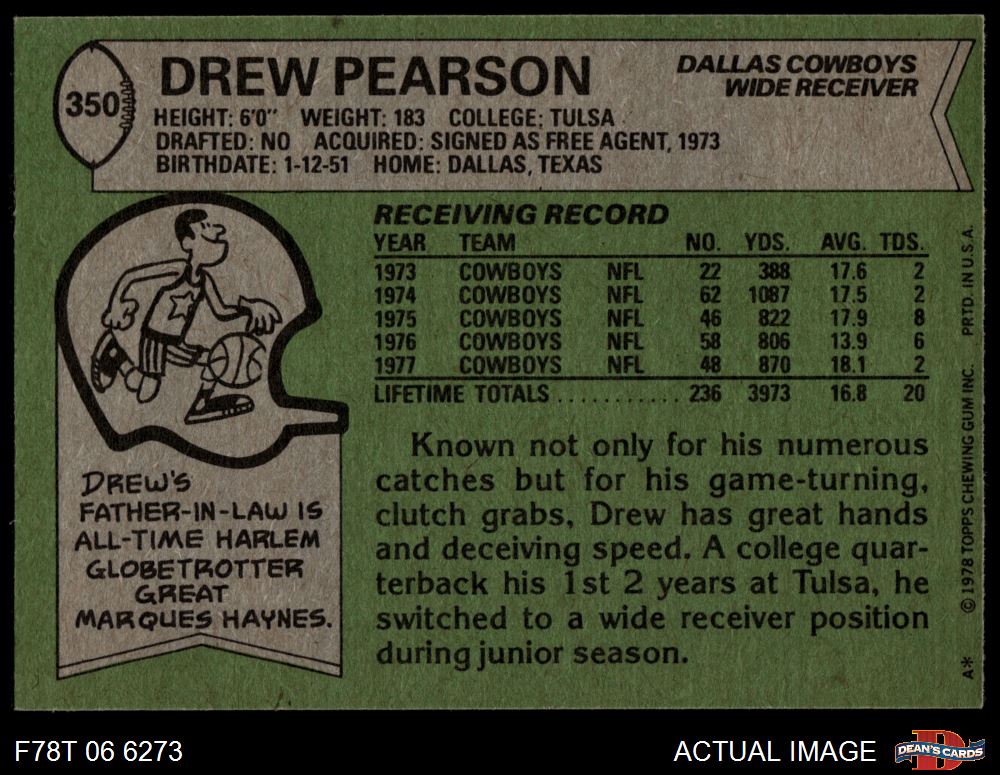 350
DREW PEARSON
DALLAS COWBOYS
WIDE RECEIVER
HEIGHT: 6'0" WEIGHT: 183 COLLEGE: TULSA
DRAFTED: NO ACQUIRED: SIGNED AS FREE AGENT, 1973
BIRTHDATE: 1-12-51 HOME: DALLAS, TEXAS
RECEIVING RECORD
YEAR TEAM NO. YDS. AVG. TDS.
1973 COWBOYS NFL 22 388 17.6 2
1974 COWBOYS NFL 62 1087 17.5 2
1975 COWBOYS NFL 46 822 17.9 8
1976 COWBOYS NFL 58 806 13.9 6
1977 COWBOYS NFL 48 870 18.1 2
LIFETIME TOTALS ........... 236 3973 16.8 20
DREW'S
FATHER-IN-LAW IS
ALL-TIME HARLEM
GLOBETROTTER
GREAT
MARQUES HAYNES.
Known not only for his numerous
catches but for his game-turning,
clutch grabs, Drew has great hands
and deceiving speed. A college quar-
terback his 1st 2 years at Tulsa, he
switched to a wide receiver position
during junior season.
A* © 1978 TOPPS CHEWING GUM INC. PRTD. IN U.S.A.
F78T 06 6273
ACTUAL IMAGE
D
DEAN'S CARDS